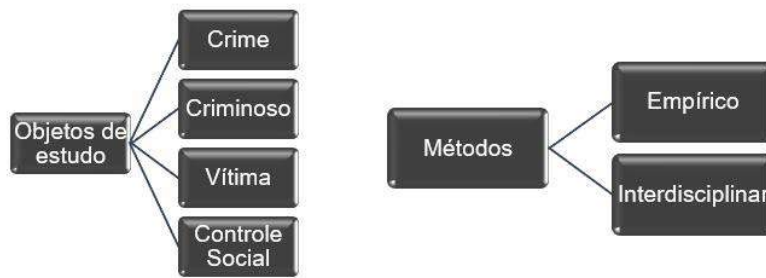 Objetos de
estudo
Crime
Criminoso
Vítima
Controle
Social
Métodos
Empírico
Interdisciplinar